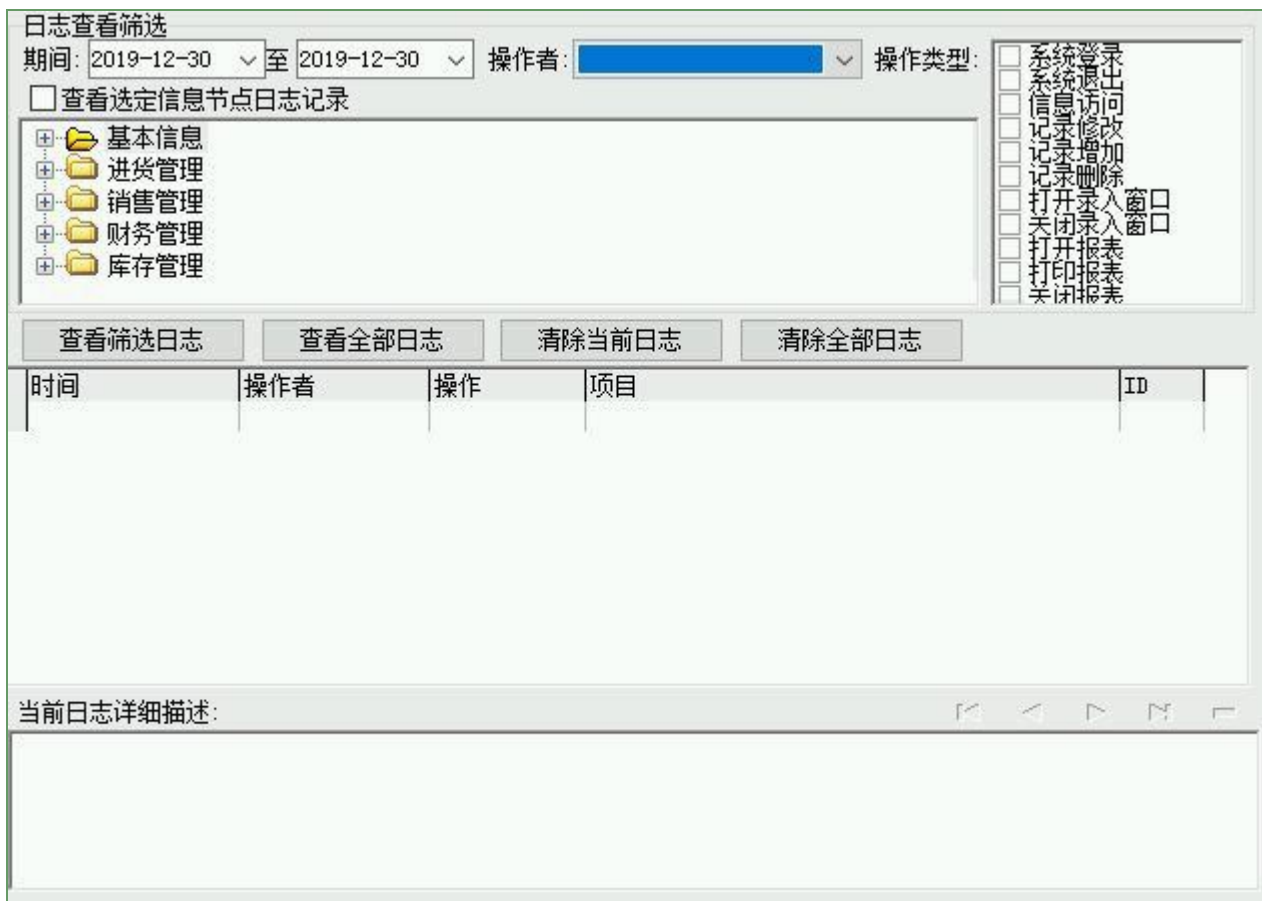 日志查看筛选
期间: 2019-12-30 至 2019-12-30 操作者: 操作类型:
系统登录
系统退出
信息访问
记录修改
记录增加
记录删除
打开录入窗口
关闭录入窗口
打开报表
打印报表
关闭报表
查看选定信息节点日志记录
基本信息
进货管理
销售管理
财务管理
库存管理
查看筛选日志 查看全部日志 清除当前日志 清除全部日志
时间 操作者 操作 项目 ID
当前日志详细描述: